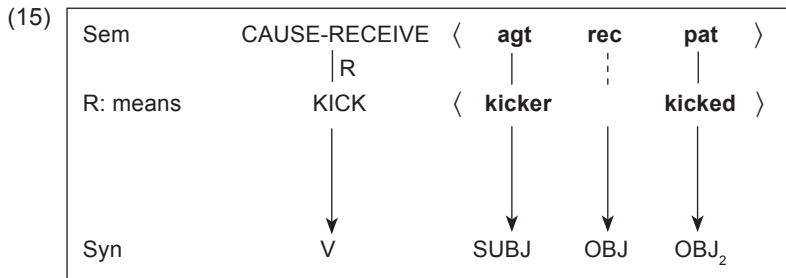 (15)
Sem CAUSE-RECEIVE 〈 agt rec pat 〉
R
R: means KICK 〈 kicker kicked 〉
Syn V SUBJ OBJ OBJ₂